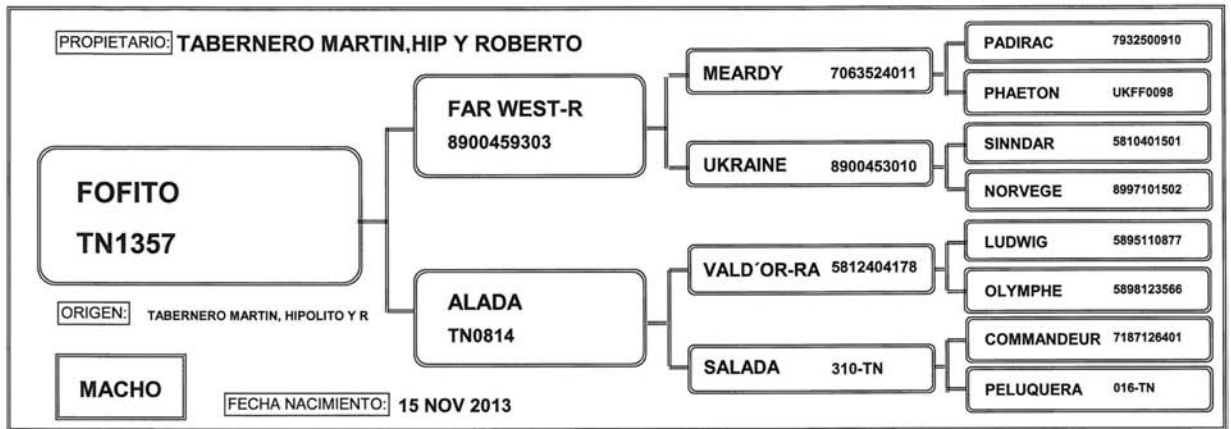 PROPIETARIO: TABERNERO MARTIN,HIP Y ROBERTO
FOFITO
TN1357
ORIGEN: TABERNERO MARTIN, HIPOLITO Y R
MACHO
FECHA NACIMIENTO: 15 NOV 2013
FAR WEST-R
8900459303
ALADA
TN0814
MEARDY 7063524011
UKRAINE 8900453010
VALD´OR-RA 5812404178
SALADA 310-TN
PADIRAC 7932500910
PHAETON UKFF0098
SINNDAR 5810401501
NORVEGE 8997101502
LUDWIG 5895110877
OLYMPHE 5898123566
COMMANDEUR 7187126401
PELUQUERA 016-TN